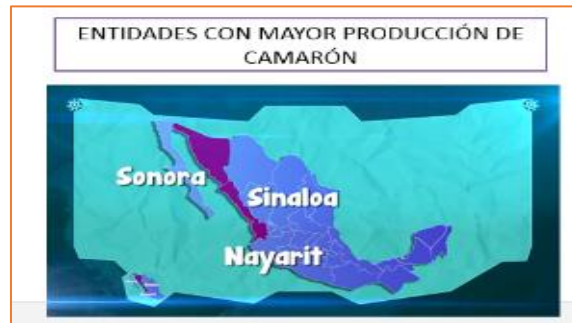 ENTIDADES CON MAYOR PRODUCCIÓN DE
CAMARÓN
Sonora
Sinaloa
Nayarit